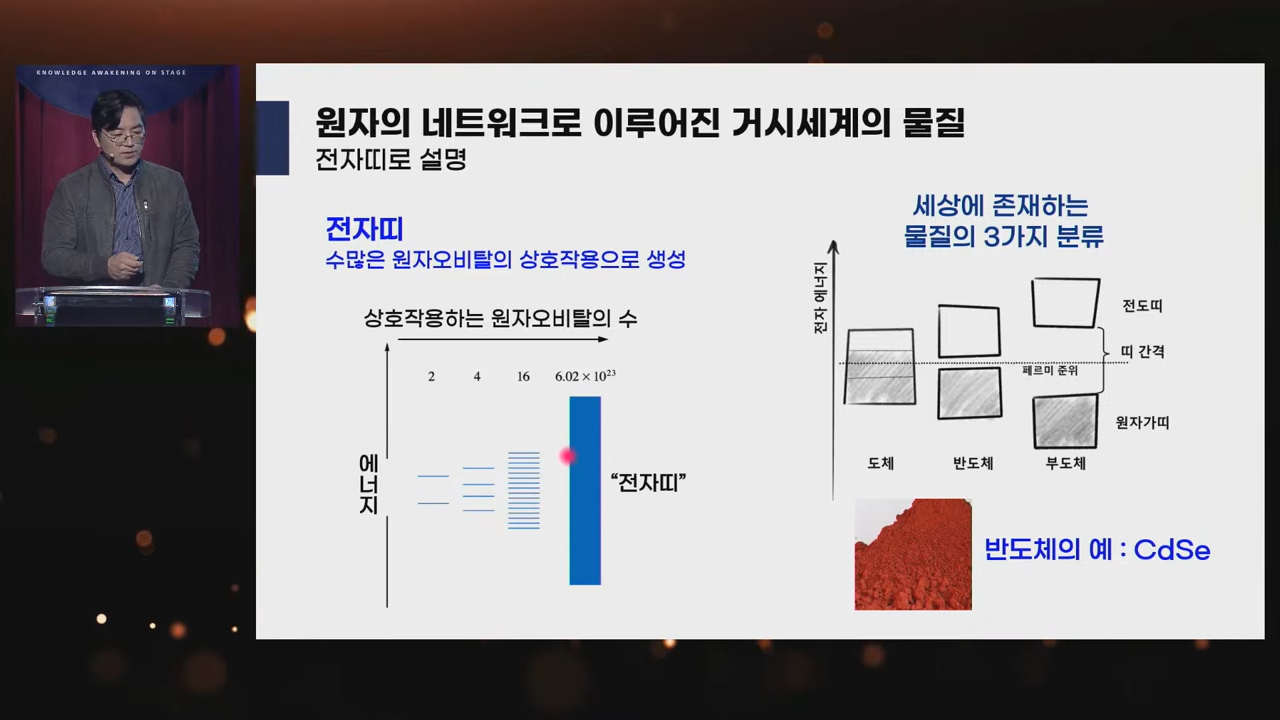 KNOWLEDGE AWAKENING ON STAGE
원자의 네트워크로 이루어진 거시세계의 물질
전자띠로 설명
전자띠
수많은 원자오비탈의 상호작용으로 생성
상호작용하는 원자오비탈의 수
2 4 16 6.02 × 10²³
에너지
“전자띠”
세상에 존재하는
물질의 3가지 분류
전자 에너지
전도띠
띠 간격
페르미 준위
원자가띠
도체 반도체 부도체
반도체의 예 : CdSe